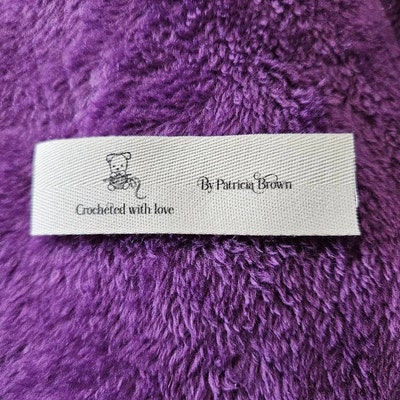 Crocheted with love
By Patricia Brown